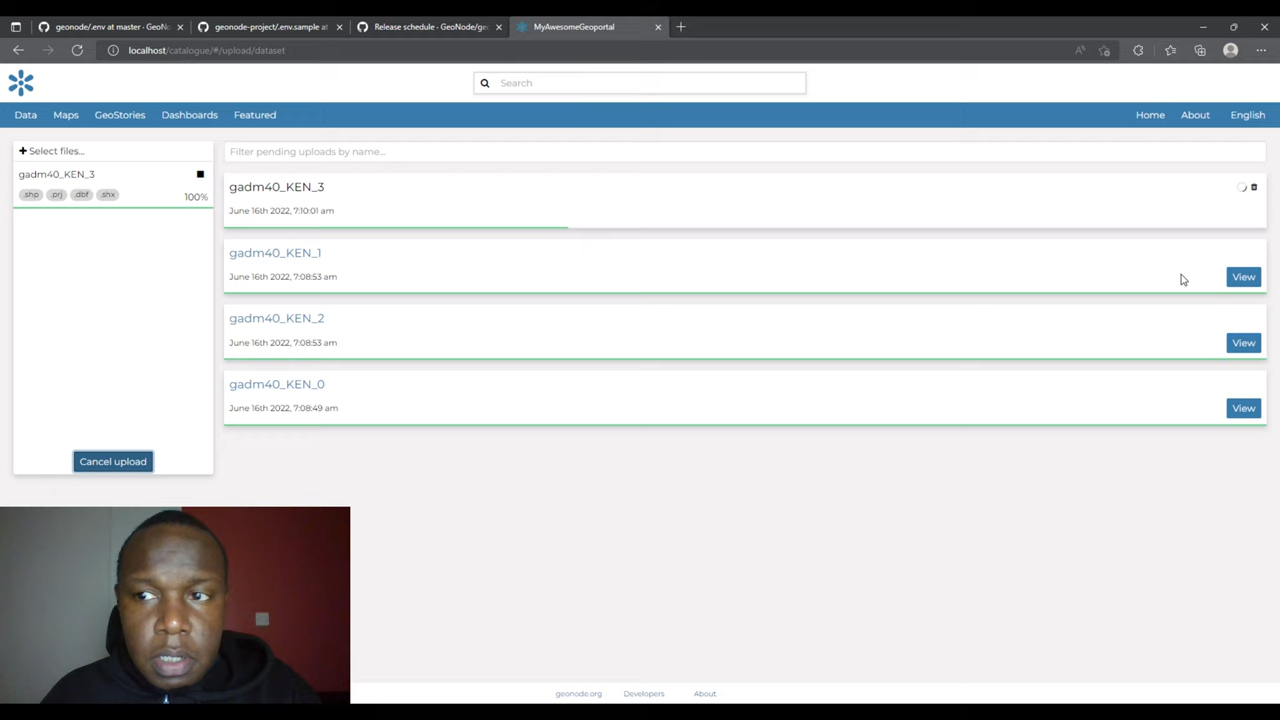 geonode/.env at master · GeoNo
geonode-project/.env.sample at
Release schedule · GeoNode/ge
MyAwesomeGeoportal
localhost/catalogue/#/upload/dataset
Search
Data Maps GeoStories Dashboards Featured Home About English
Select files...
gadm40_KEN_3
.shp .prj .dbf .shx
100%
Cancel upload
Filter pending uploads by name...
gadm40_KEN_3
June 16th 2022, 7:10:01 am
gadm40_KEN_1
June 16th 2022, 7:08:53 am
View
gadm40_KEN_2
June 16th 2022, 7:08:53 am
View
gadm40_KEN_0
June 16th 2022, 7:08:49 am
View
geonode.org Developers About